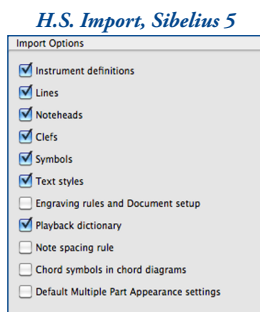 H.S. Import, Sibelius 5
Import Options
Instrument definitions
Lines
Noteheads
Clefs
Symbols
Text styles
Engraving rules and Document setup
Playback dictionary
Note spacing rule
Chord symbols in chord diagrams
Default Multiple Part Appearance settings